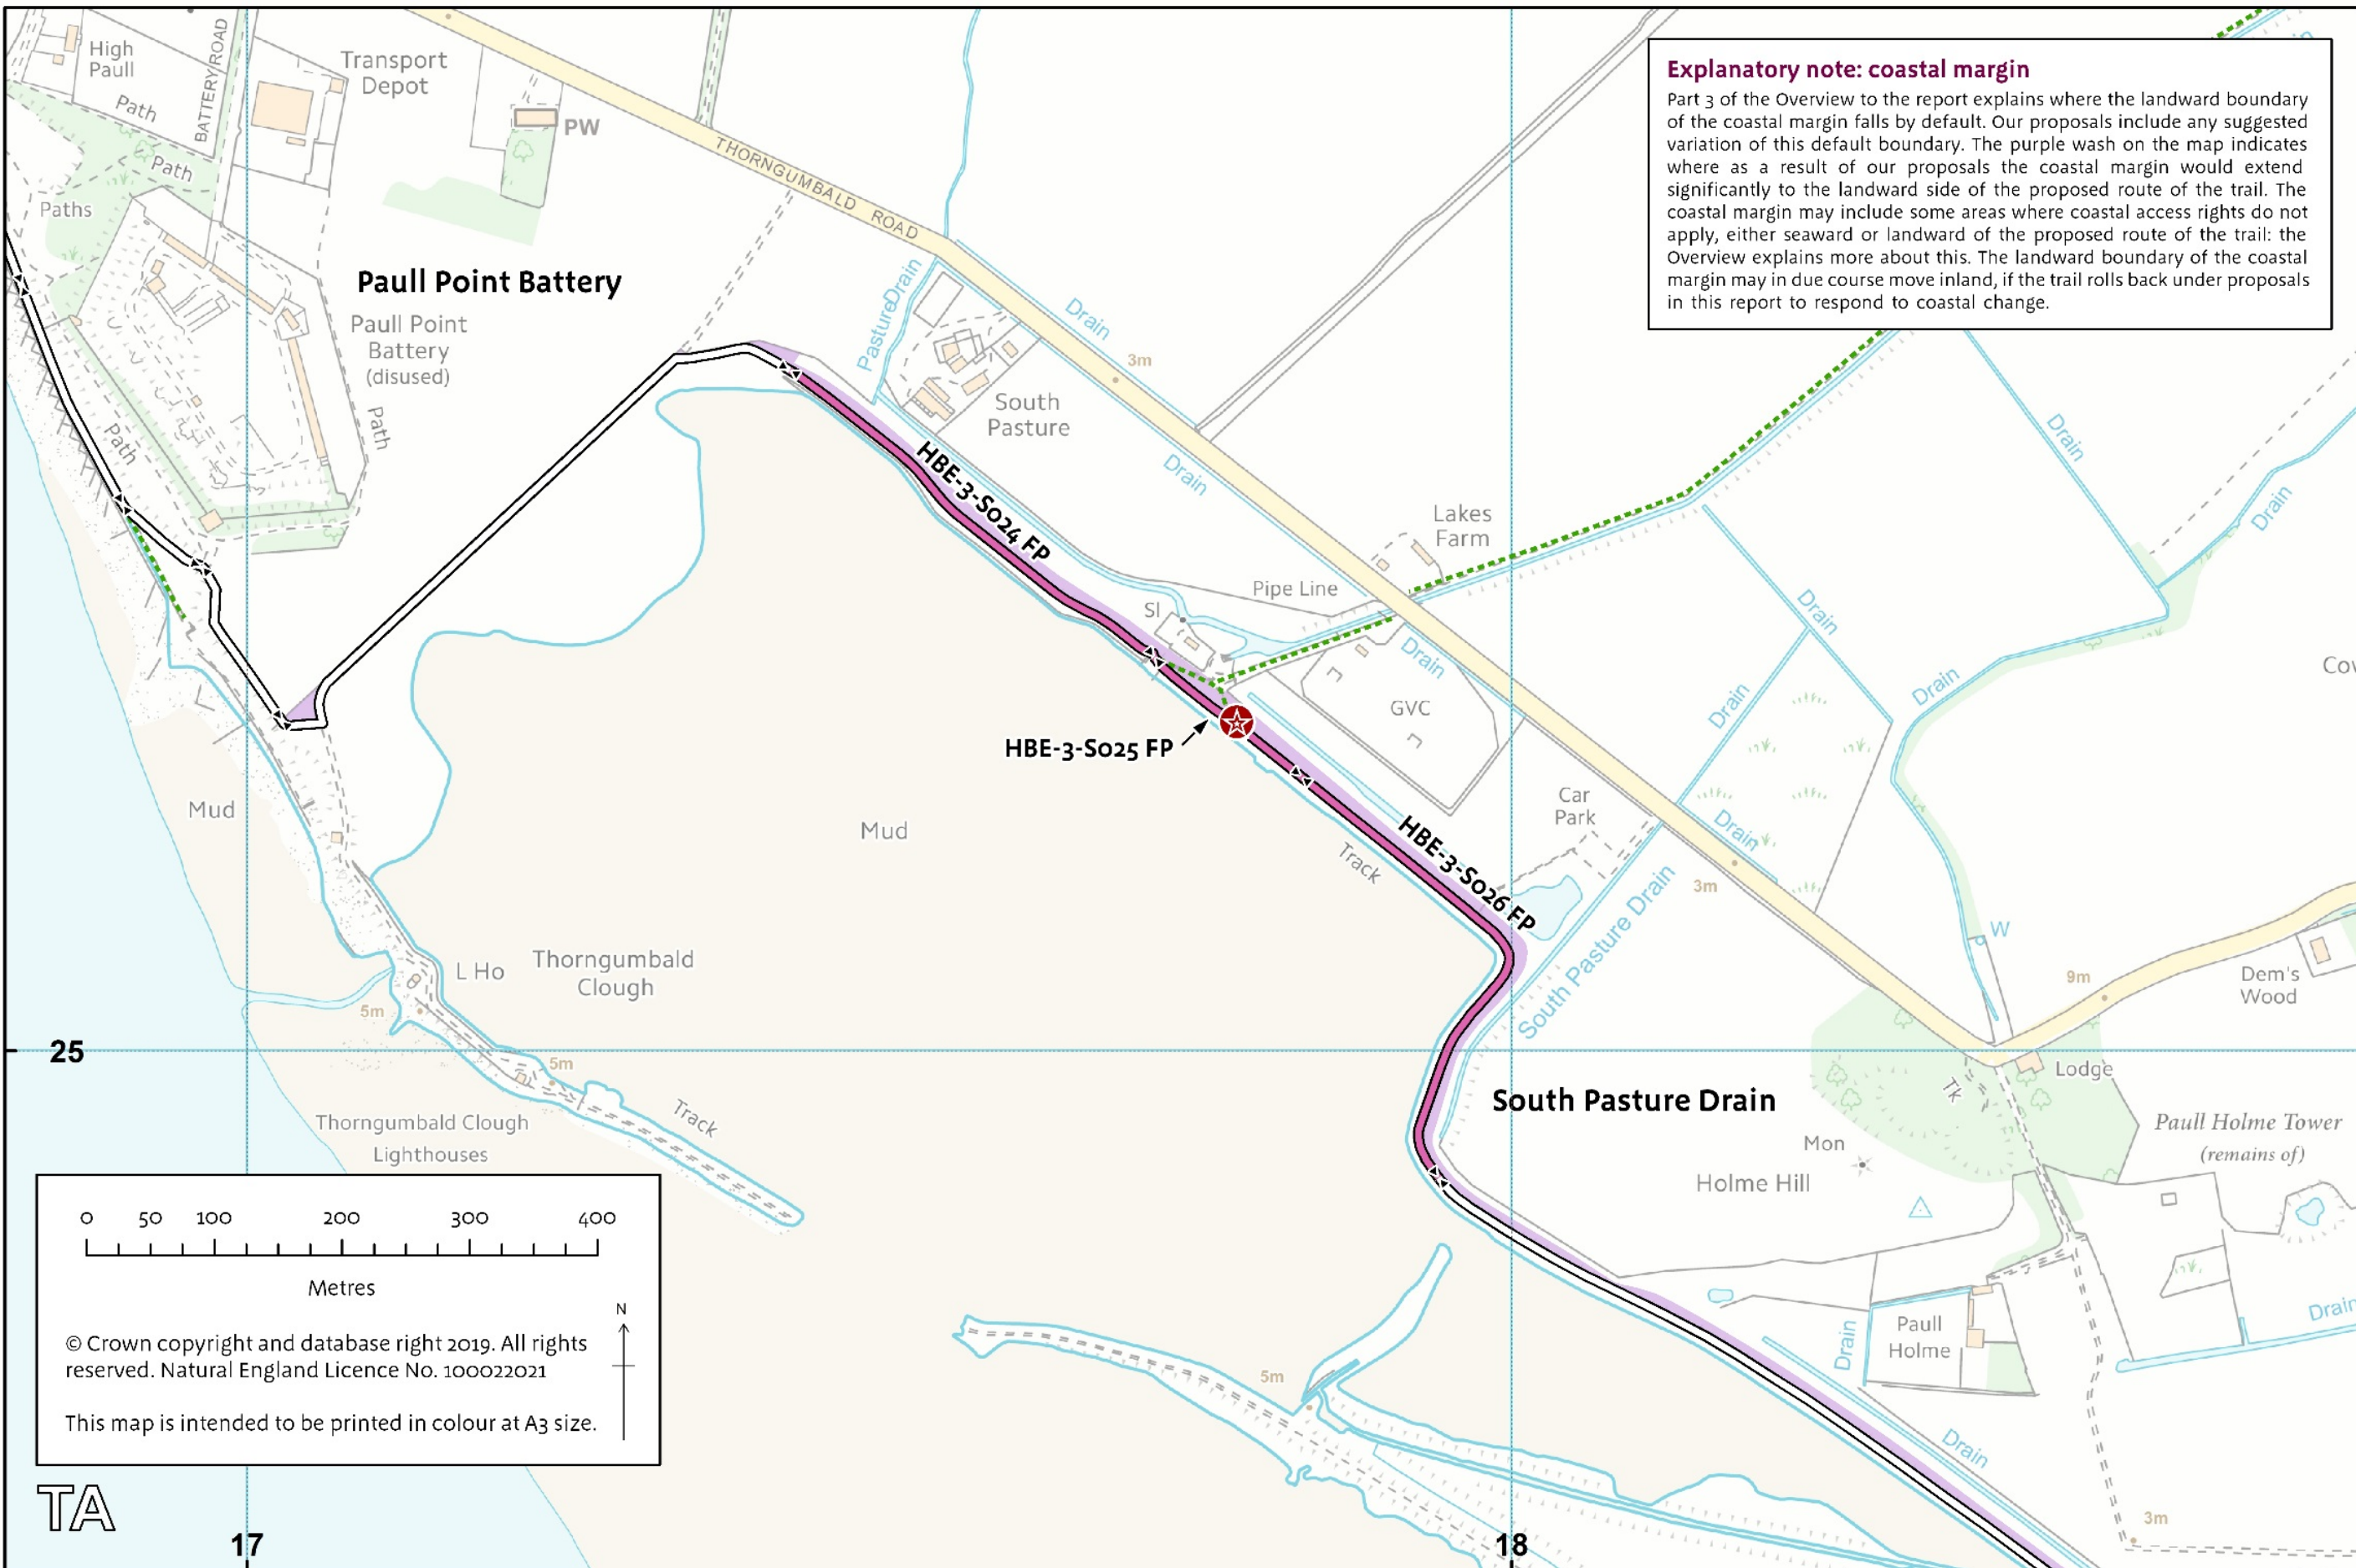 High
Paull
BATTERY ROAD
Transport
Depot
PW
Path
Path
Paths
THORNGUMBALD ROAD
Explanatory note: coastal margin
Part 3 of the Overview to the report explains where the landward boundary
of the coastal margin falls by default. Our proposals include any suggested
variation of this default boundary. The purple wash on the map indicates
where as a result of our proposals the coastal margin would extend
significantly to the landward side of the proposed route of the trail. The
coastal margin may include some areas where coastal access rights do not
apply, either seaward or landward of the proposed route of the trail: the
Overview explains more about this. The landward boundary of the coastal
margin may in due course move inland, if the trail rolls back under proposals
in this report to respond to coastal change.
Paull Point Battery
Paull Point
Battery
(disused)
Path
Path
Pasture Drain
Drain
3m
South
Pasture
Drain
Drain
Drain
HBE-3-S024 FP
Lakes
Farm
Pipe Line
SI
Drain
Drain
Drain
Drain
Cov
GVC
HBE-3-S025 FP
Mud
Mud
Car
Park
Drain
HBE-3-S026 FP
Track
3m
South Pasture Drain
W
9m
Dem's
Wood
L Ho
Thorngumbald
Clough
5m
25
5m
Lodge
Tk
South Pasture Drain
Paull Holme Tower
(remains of)
Mon
Holme Hill
Thorngumbald Clough
Lighthouses
Track
0 50 100 200 300 400
Metres
N
© Crown copyright and database right 2019. All rights
reserved. Natural England Licence No. 100022021
This map is intended to be printed in colour at A3 size.
5m
Drain
Paull
Holme
Drain
Drain
3m
TA
17
18